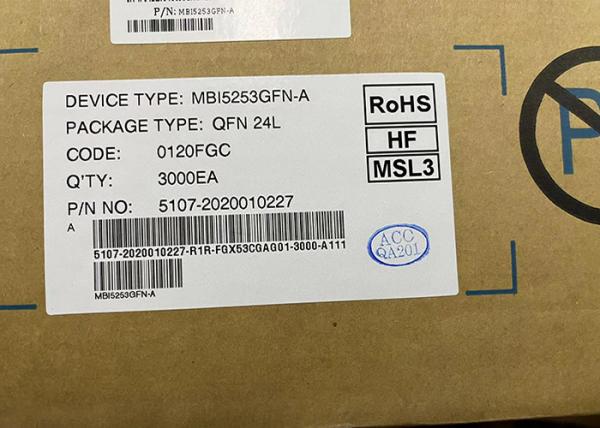 P/N: MBI5253GFN-A
DEVICE TYPE: MBI5253GFN-A
PACKAGE TYPE: QFN 24L
CODE: 0120FGC
Q'TY: 3000EA
P/N NO: 5107-2020010227
A
5107-2020010227-R1R-FGX53CGAG01-3000-A111
MBI5253GFN-A
RoHS
HF
MSL3
ACC
QA201
P